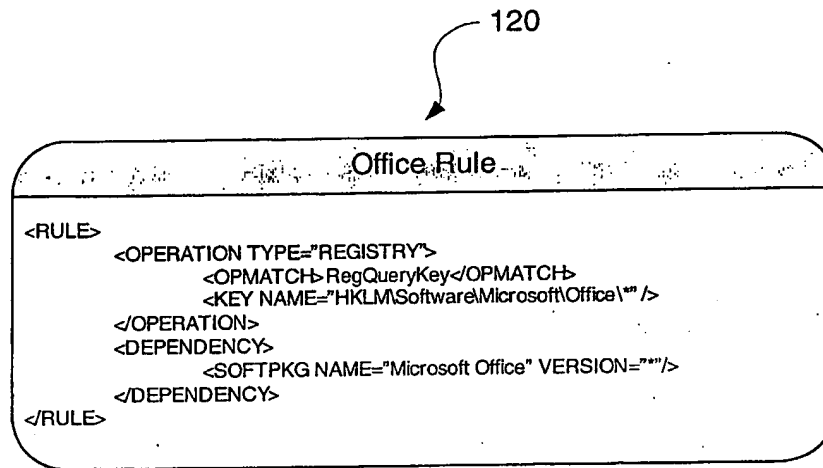 120
Office Rule
<RULE>
<OPERATION TYPE="REGISTRY">
<OPMATCH>RegQueryKey</OPMATCH>
<KEY NAME="HKLM\Software\Microsoft\Office\*" />
</OPERATION>
<DEPENDENCY>
<SOFTPKG NAME="Microsoft Office" VERSION="*"/>
</DEPENDENCY>
</RULE>